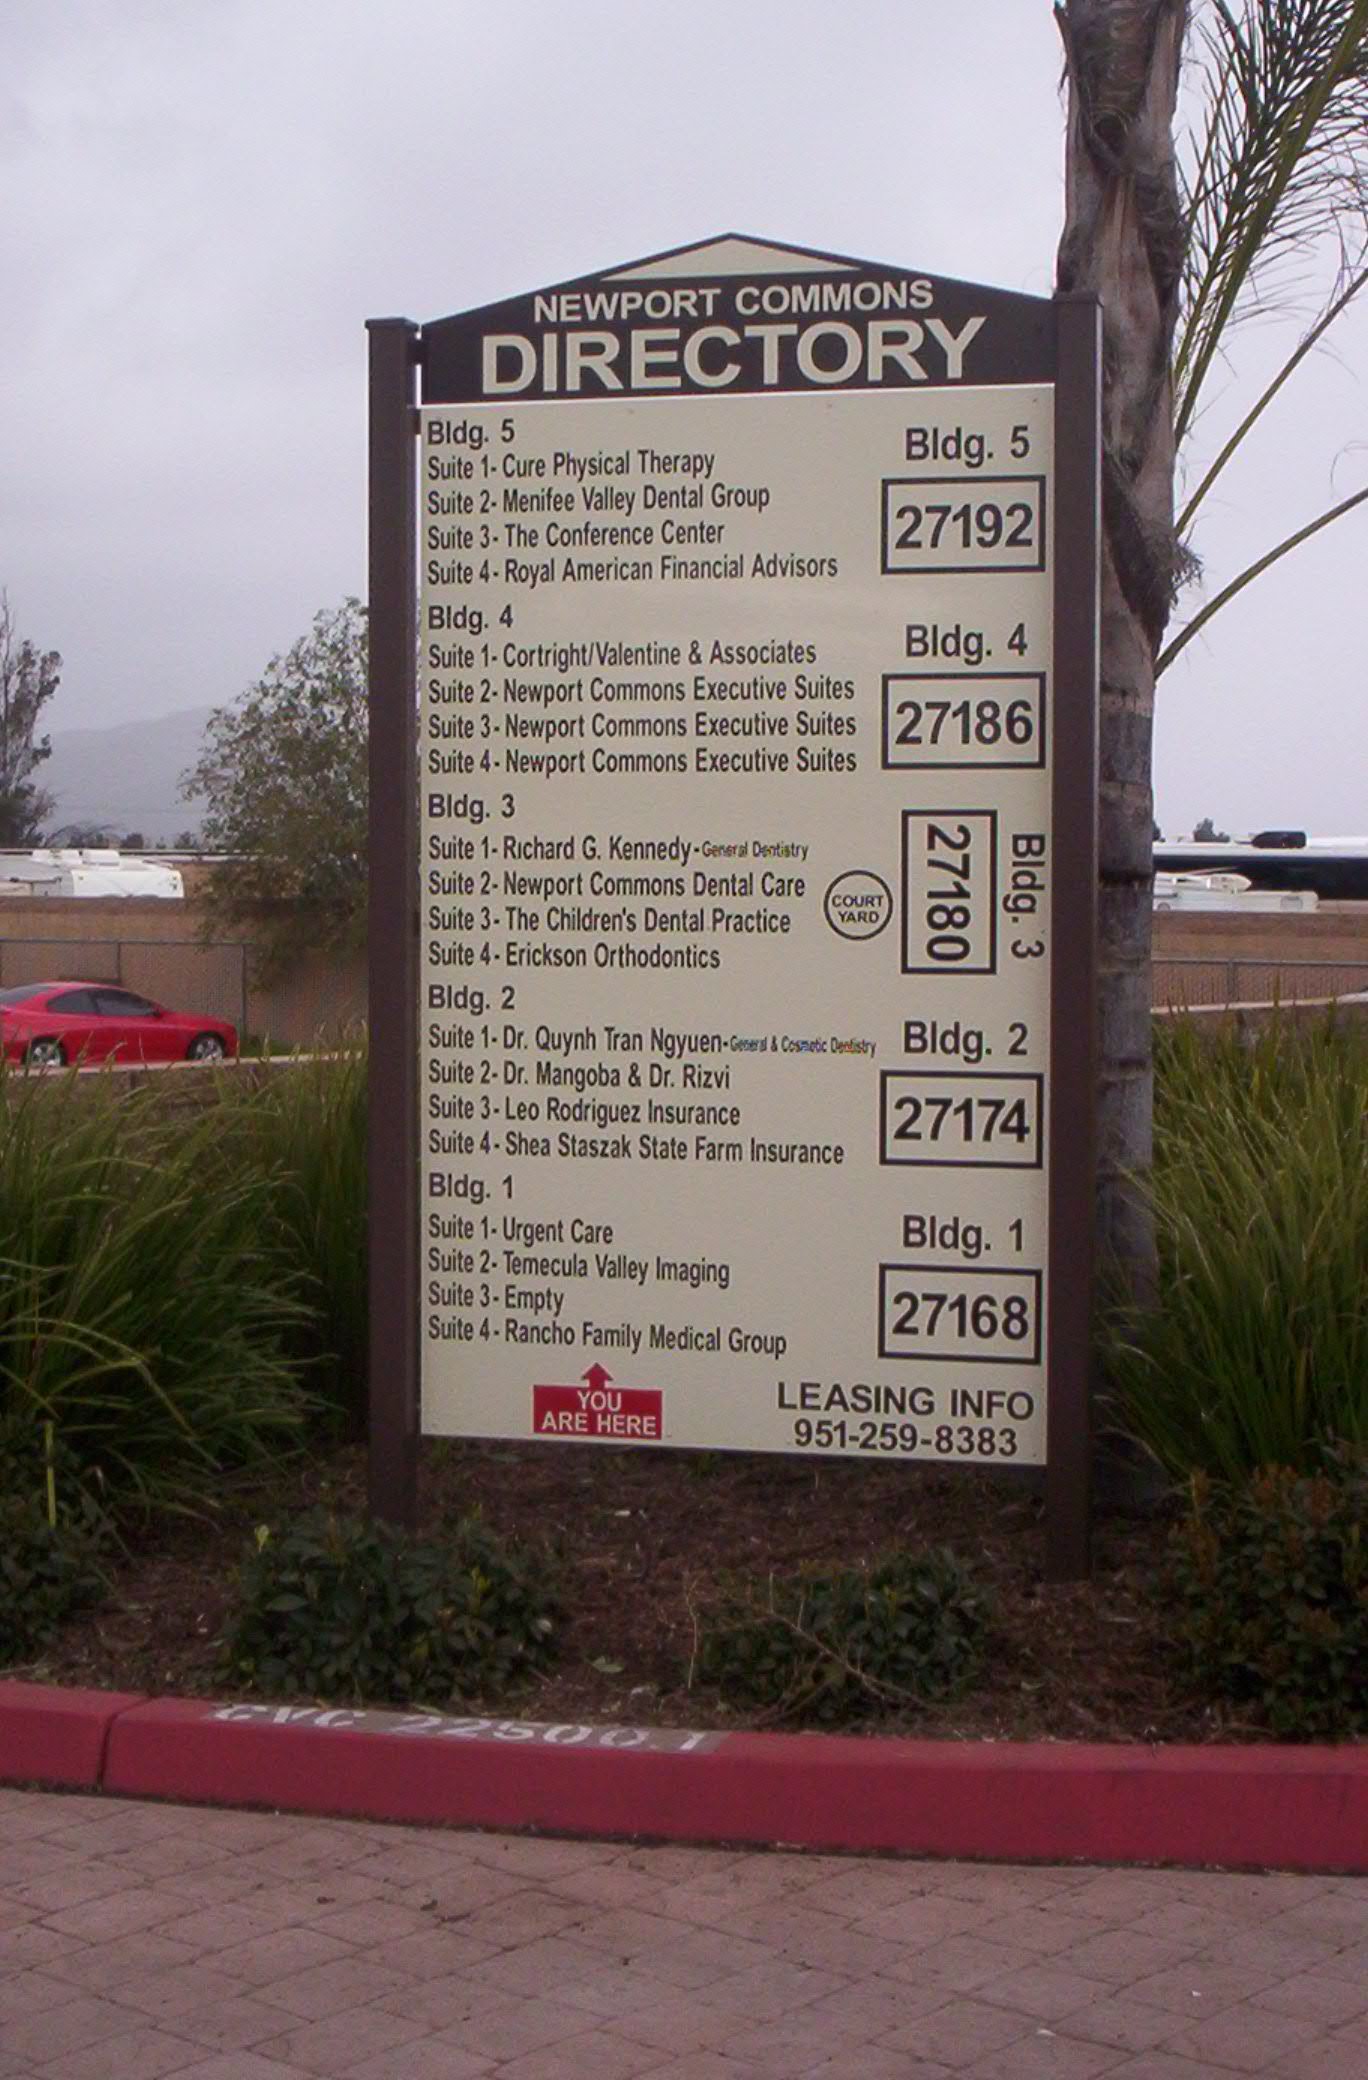 NEWPORT COMMONS
DIRECTORY
Bldg. 5
Suite 1- Cure Physical Therapy
Suite 2- Menifee Valley Dental Group
Suite 3- The Conference Center
Suite 4- Royal American Financial Advisors
Bldg. 5
27192
Bldg. 4
Suite 1- Cortright/Valentine & Associates
Suite 2- Newport Commons Executive Suites
Suite 3- Newport Commons Executive Suites
Suite 4- Newport Commons Executive Suites
Bldg. 4
27186
Bldg. 3
Suite 1- Richard G. Kennedy-General Dentistry
Suite 2- Newport Commons Dental Care
Suite 3- The Children's Dental Practice
Suite 4- Erickson Orthodontics
COURT
YARD
27180
Bldg. 3
Bldg. 2
Suite 1- Dr. Quynh Tran Ngyuen-General & Cosmetic Dentistry
Suite 2- Dr. Mangoba & Dr. Rizvi
Suite 3- Leo Rodriguez Insurance
Suite 4- Shea Staszak State Farm Insurance
Bldg. 2
27174
Bldg. 1
Suite 1- Urgent Care
Suite 2- Temecula Valley Imaging
Suite 3- Empty
Suite 4- Rancho Family Medical Group
Bldg. 1
27168
YOU
ARE HERE
LEASING INFO
951-259-8383
CVC 22500.1